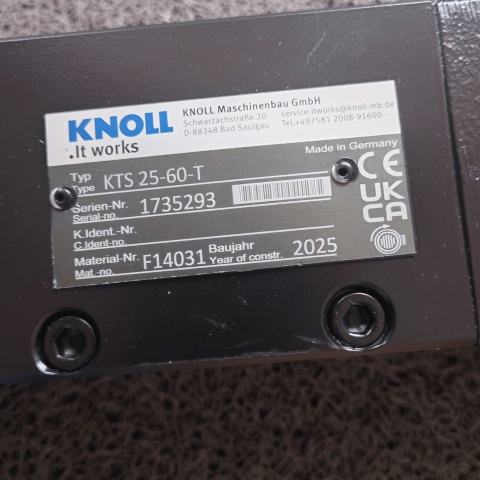 KNOLL
.It works
KNOLL Maschinenbau GmbH
Schwarzachstraße 20
D-88348 Bad Saulgau
service.itworks@knoll-mb.de
Tel.+497581 2008-91600
Made in Germany
Typ
Type
KTS 25-60-T
Serien-Nr.
Serial-no.
1735293
K.Ident.-Nr.
C.Ident-no.
Material-Nr.
Mat.-no.
F14031
Baujahr
Year of constr.
2025
CE
UK
CA